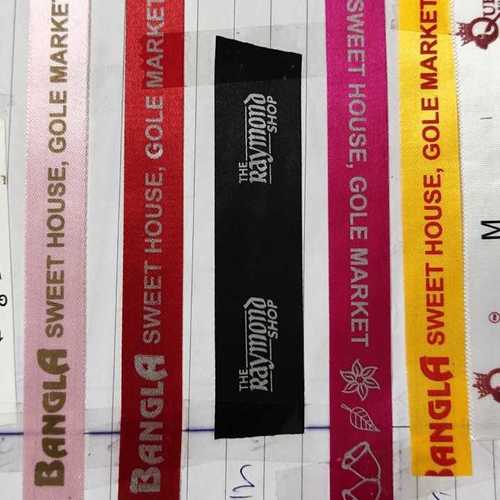 BANGLA SWEET HOUSE, GOLE MARKET
BANGLA SWEET HOUSE, GOLE MARKET
THE Raymond SHOP
THE Raymond SHOP
SWEET HOUSE, GOLE MARKET
BANGLA SWEET HOUSE, GOLE MARKET
M